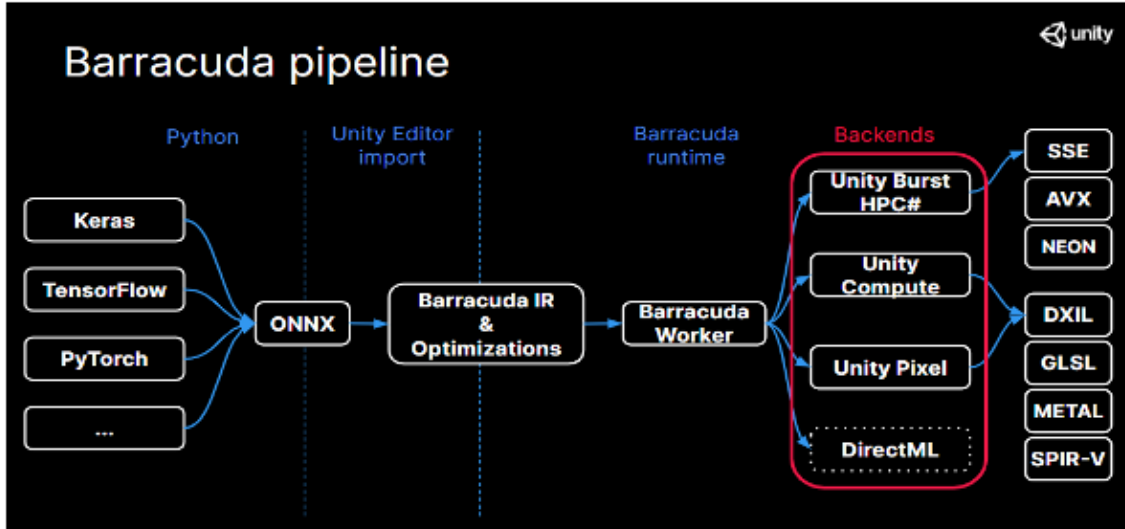 unity
Barracuda pipeline
Python
Unity Editor
import
Barracuda
runtime
Backends
Keras
TensorFlow
PyTorch
...
ONNX
Barracuda IR
&
Optimizations
Barracuda
Worker
Unity Burst
HPC#
Unity
Compute
Unity Pixel
DirectML
SSE
AVX
NEON
DXIL
GLSL
METAL
SPIR-V